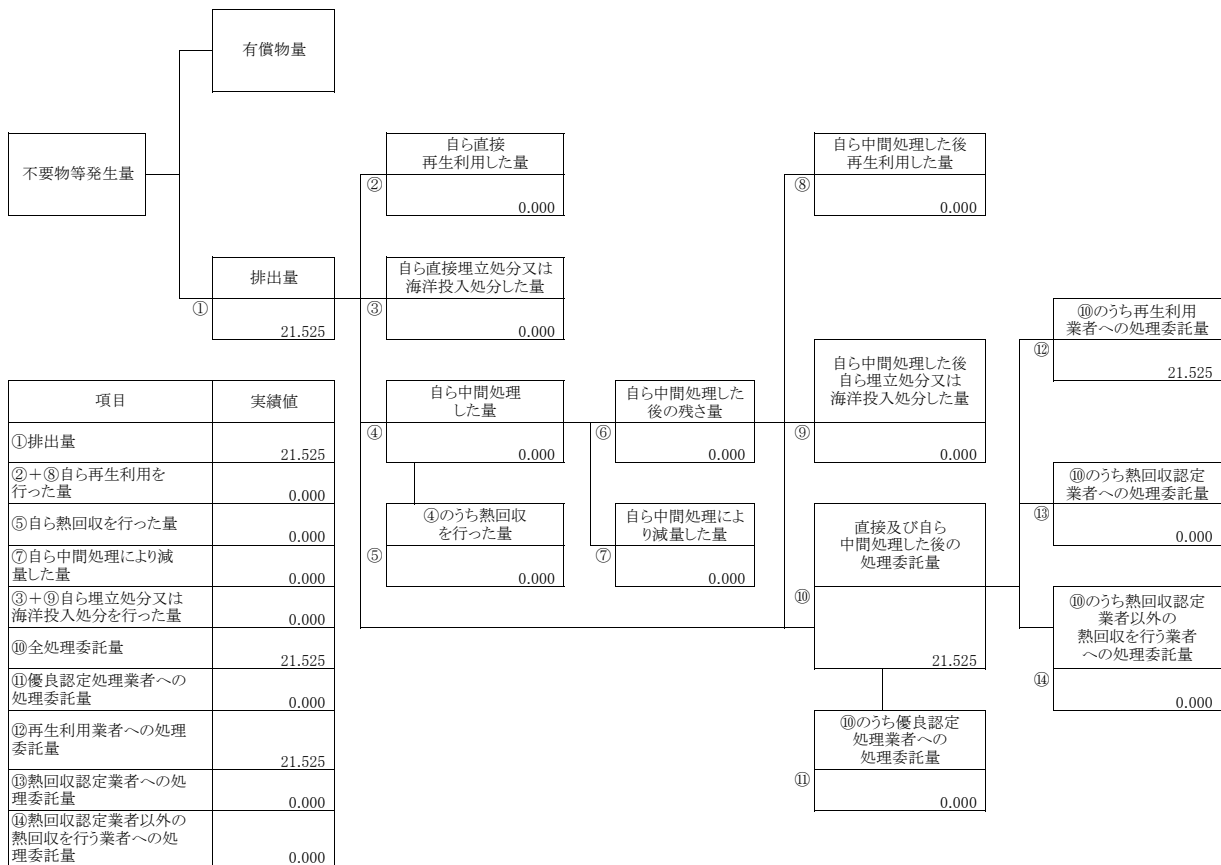 有償物量
不要物等発生量
自ら直接
再生利用した量
②
0.000
自ら中間処理した後
再生利用した量
⑧
0.000
排出量
①
21.525
自ら直接埋立処分又は
海洋投入処分した量
③
0.000
⑩のうち再生利用
業者への処理委託量
⑫
21.525
自ら中間処理
した量
④
0.000
自ら中間処理した
後の残さ量
⑥
0.000
自ら中間処理した後
自ら埋立処分又は
海洋投入処分した量
⑨
0.000
④のうち熱回収
を行った量
⑤
0.000
自ら中間処理によ
り減量した量
⑦
0.000
直接及び自ら
中間処理した後の
処理委託量
⑩
21.525
⑩のうち熱回収認定
業者への処理委託量
⑬
0.000
⑩のうち熱回収認定
業者以外の
熱回収を行う業者
への処理委託量
⑭
0.000
⑩のうち優良認定
処理業者への
処理委託量
⑪
0.000
項目 実績値
①排出量
21.525
②+⑧自ら再生利用を
行った量 0.000
⑤自ら熱回収を行った量
0.000
⑦自ら中間処理により減
量した量 0.000
③+⑨自ら埋立処分又は
海洋投入処分を行った量 0.000
⑩全処理委託量
21.525
⑪優良認定処理業者への
処理委託量 0.000
⑫再生利用業者への処理
委託量 21.525
⑬熱回収認定業者への処
理委託量 0.000
⑭熱回収認定業者以外の
熱回収を行う業者への処
理委託量 0.000